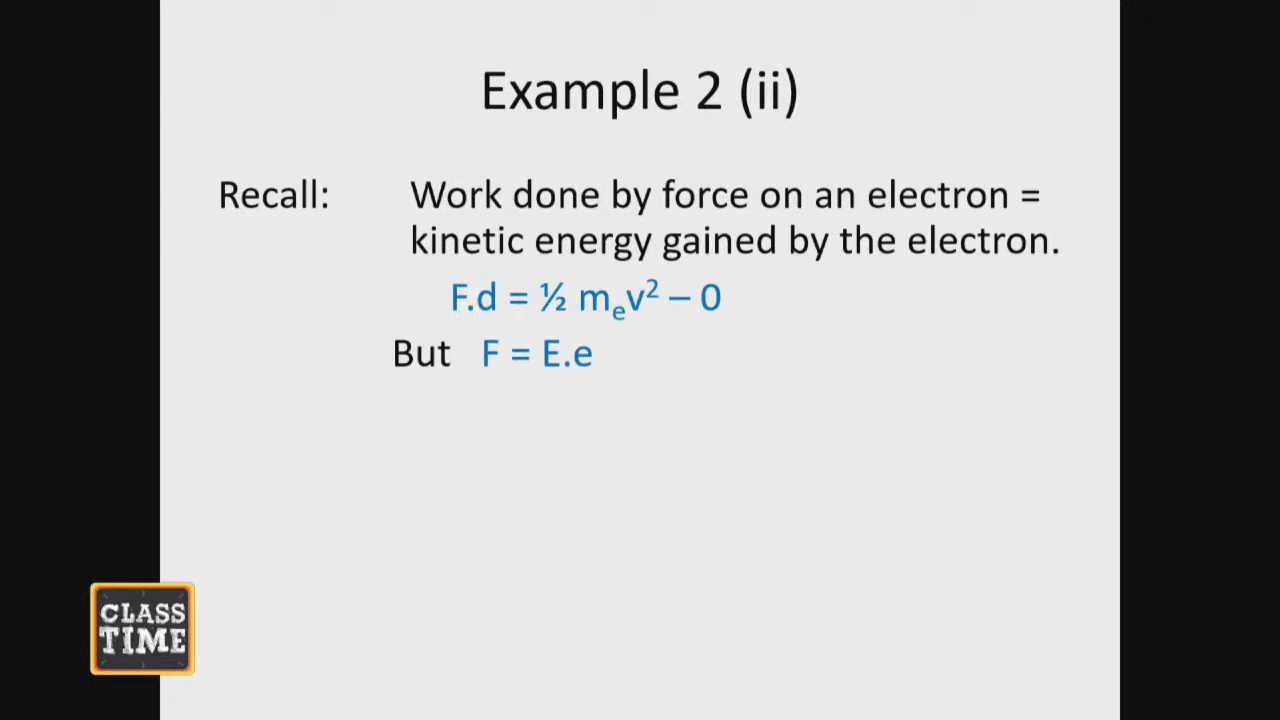 Example 2 (ii)
Recall: Work done by force on an electron =
kinetic energy gained by the electron.
F.d = ½ mₑv² – 0
But F = E.e
CLASS
TIME